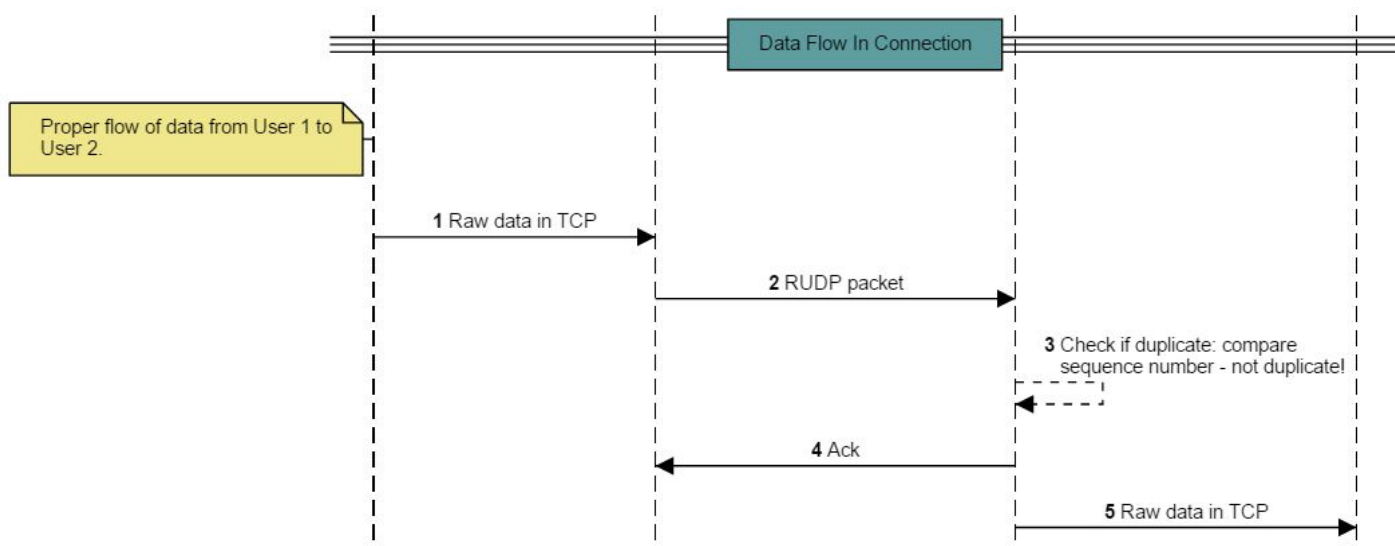 Data Flow In Connection
Proper flow of data from User 1 to
User 2.
1 Raw data in TCP
2 RUDP packet
3 Check if duplicate: compare
sequence number - not duplicate!
4 Ack
5 Raw data in TCP